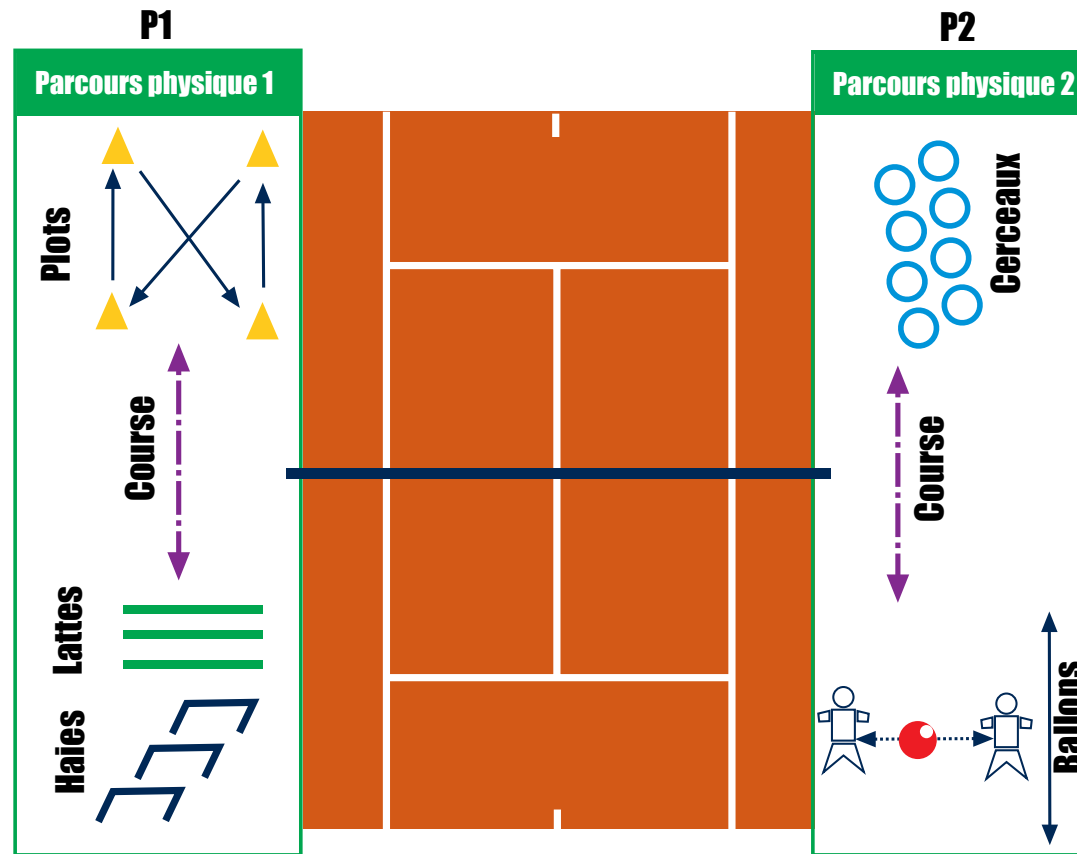 P1
Parcours physique 1
Plots
Course
Lattes
Haies
P2
Parcours physique 2
Cerceaux
Course
Ballons